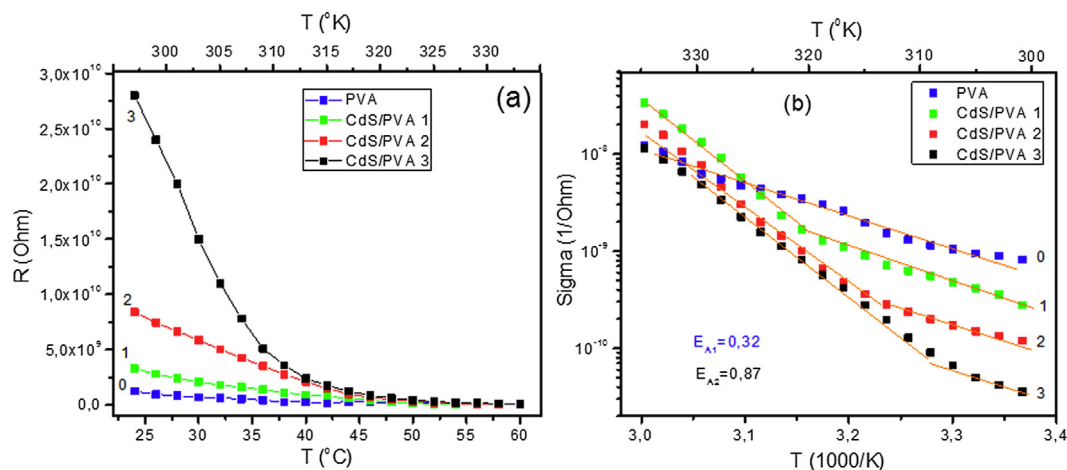 T (°K)
300 305 310 315 320 325 330
3,0x10¹⁰
2,5x10¹⁰
2,0x10¹⁰
1,5x10¹⁰
1,0x10¹⁰
5,0x10⁹
0,0
R (Ohm)
(a)
PVA
CdS/PVA 1
CdS/PVA 2
CdS/PVA 3
3
2
1
0
25 30 35 40 45 50 55 60
T (°C)
T (°K)
330 320 310 300
10⁻⁸
10⁻⁹
10⁻¹⁰
Sigma (1/Ohm)
(b)
PVA
CdS/PVA 1
CdS/PVA 2
CdS/PVA 3
0
1
2
3
E_A1=0,32
E_A2=0,87
3,0 3,1 3,2 3,3 3,4
T (1000/K)